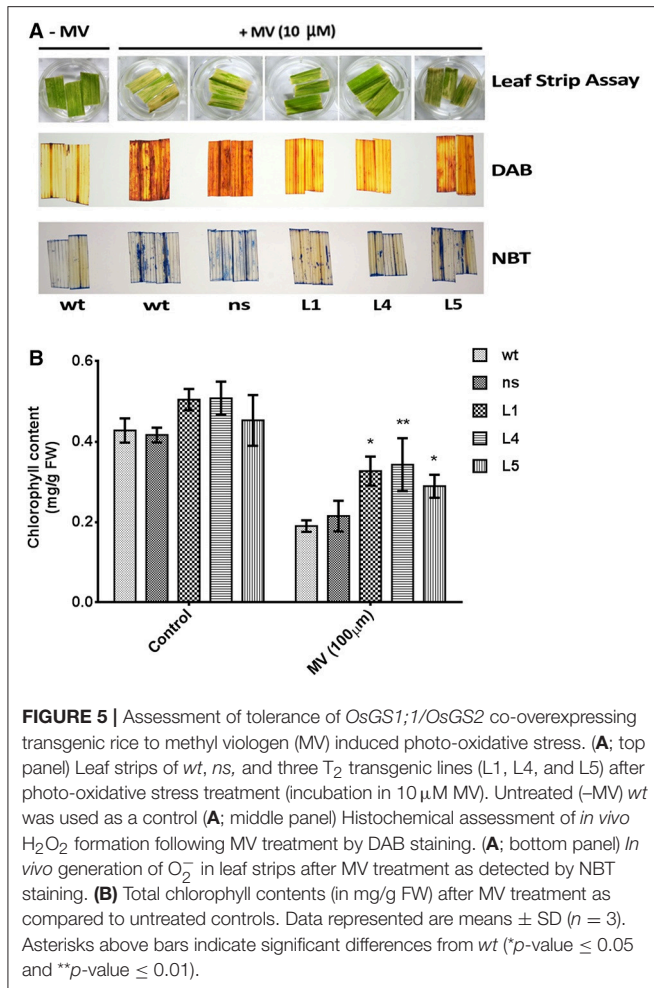 A
- MV
+ MV (10 μM)
Leaf Strip Assay
DAB
NBT
wt wt ns L1 L4 L5
B
Chlorophyll content
(mg/g FW)
0.6
0.4
0.2
0.0
* ** *
Control
MV (100μm)
wt
ns
L1
L4
L5
FIGURE 5 | Assessment of tolerance of OsGS1;1/OsGS2 co-overexpressing
transgenic rice to methyl viologen (MV) induced photo-oxidative stress. (A; top
panel) Leaf strips of wt, ns, and three T₂ transgenic lines (L1, L4, and L5) after
photo-oxidative stress treatment (incubation in 10 μM MV). Untreated (–MV) wt
was used as a control (A; middle panel) Histochemical assessment of in vivo
H₂O₂ formation following MV treatment by DAB staining. (A; bottom panel) In
vivo generation of O₂⁻ in leaf strips after MV treatment as detected by NBT
staining. (B) Total chlorophyll contents (in mg/g FW) after MV treatment as
compared to untreated controls. Data represented are means ± SD (n = 3).
Asterisks above bars indicate significant differences from wt (*p-value ≤ 0.05
and **p-value ≤ 0.01).